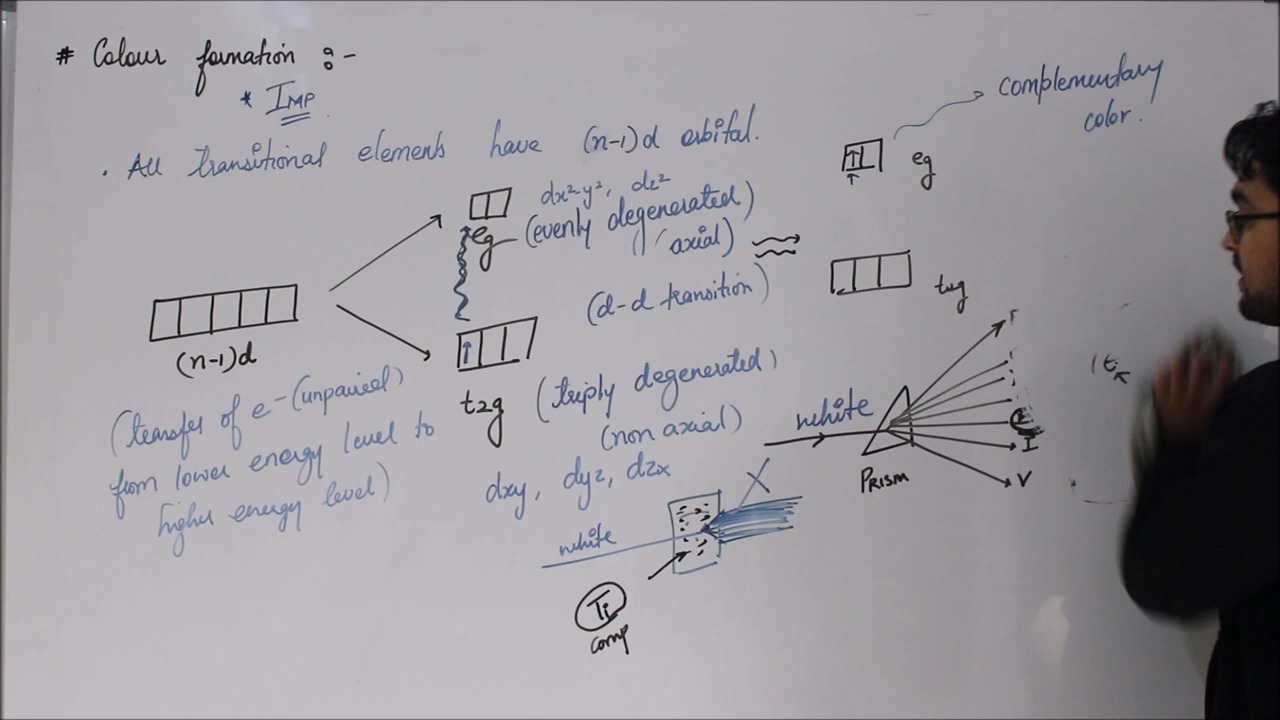 # Colour formation :-
* IMP
. All transitional elements have (n-1)d orbital.
complementary
color.
eg
dx²-y², dz²
eg (evenly degenerated)
axial)
(d-d transition)
t2g
(n-1)d
t2g (triply degenerated)
(non axial)
dxy, dyz, dzx
(transfer of e- (unpaired)
from lower energy level to
higher energy level)
white
PRISM
I
V
white
X
Ti
comp